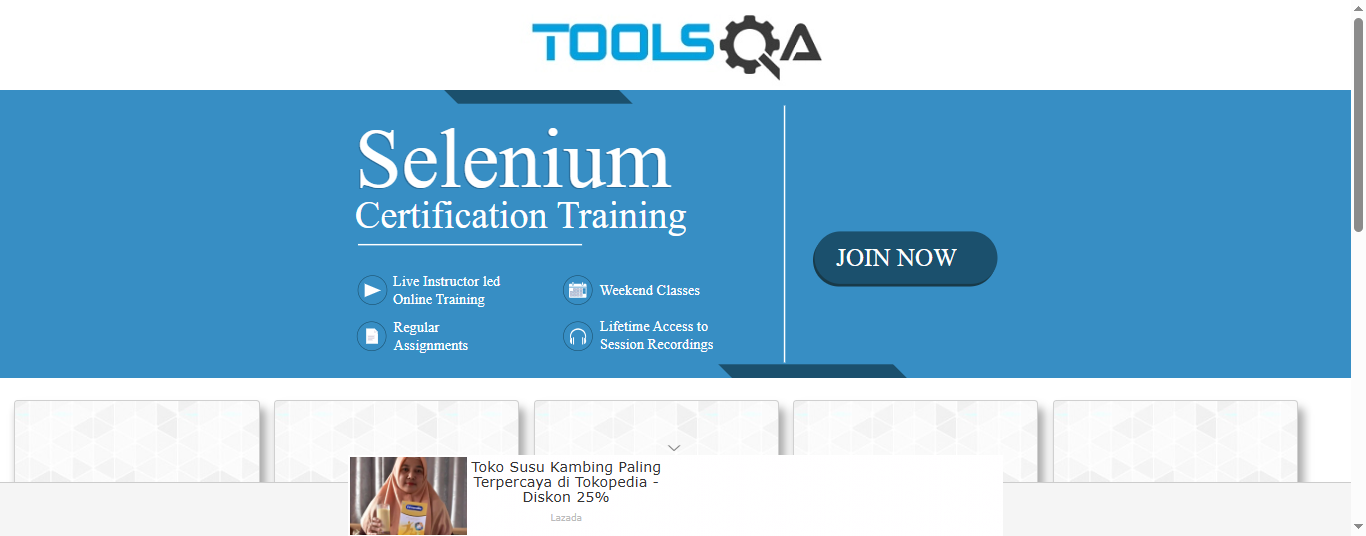 TOOLSQA
Selenium
Certification Training
Live Instructor led
Online Training
Weekend Classes
Regular
Assignments
Lifetime Access to
Session Recordings
JOIN NOW
Toko Susu Kambing Paling
Terpercaya di Tokopedia -
Diskon 25%
Lazada